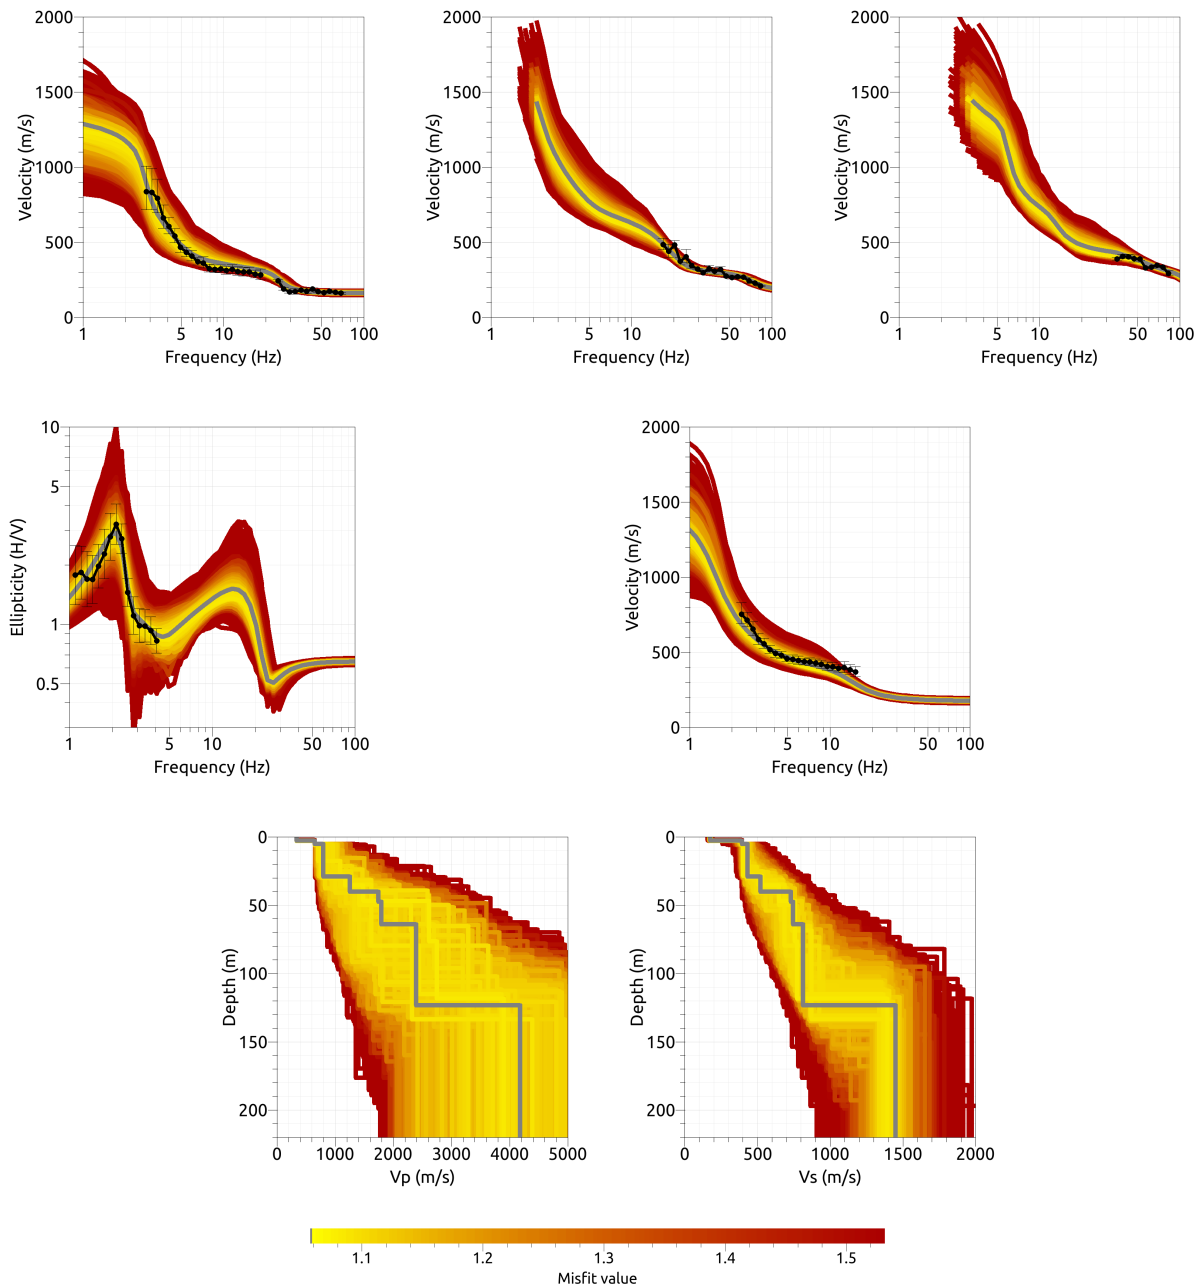 2000
1500
1000
500
0
Velocity (m/s)
1 5 10 50 100
Frequency (Hz)
2000
1500
1000
500
0
Velocity (m/s)
1 5 10 50 100
Frequency (Hz)
2000
1500
1000
500
0
Velocity (m/s)
1 5 10 50 100
Frequency (Hz)
10
5
1
0.5
Ellipticity (H/V)
1 5 10 50 100
Frequency (Hz)
2000
1500
1000
500
0
Velocity (m/s)
1 5 10 50 100
Frequency (Hz)
0
50
100
150
200
Depth (m)
0 1000 2000 3000 4000 5000
Vp (m/s)
0
50
100
150
200
Depth (m)
0 500 1000 1500 2000
Vs (m/s)
1.1 1.2 1.3 1.4 1.5
Misfit value